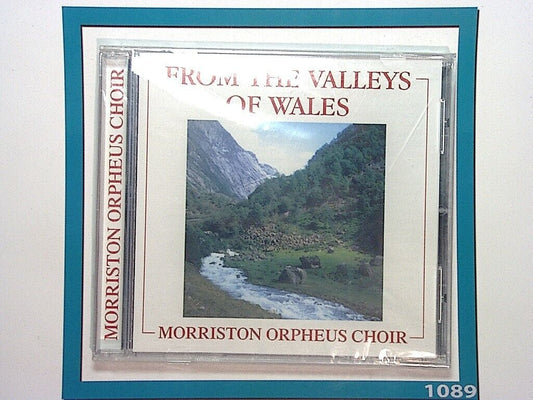 FROM THE VALLEYS
OF WALES
MORRISTON ORPHEUS CHOIR
MORRISTON ORPHEUS CHOIR
1089